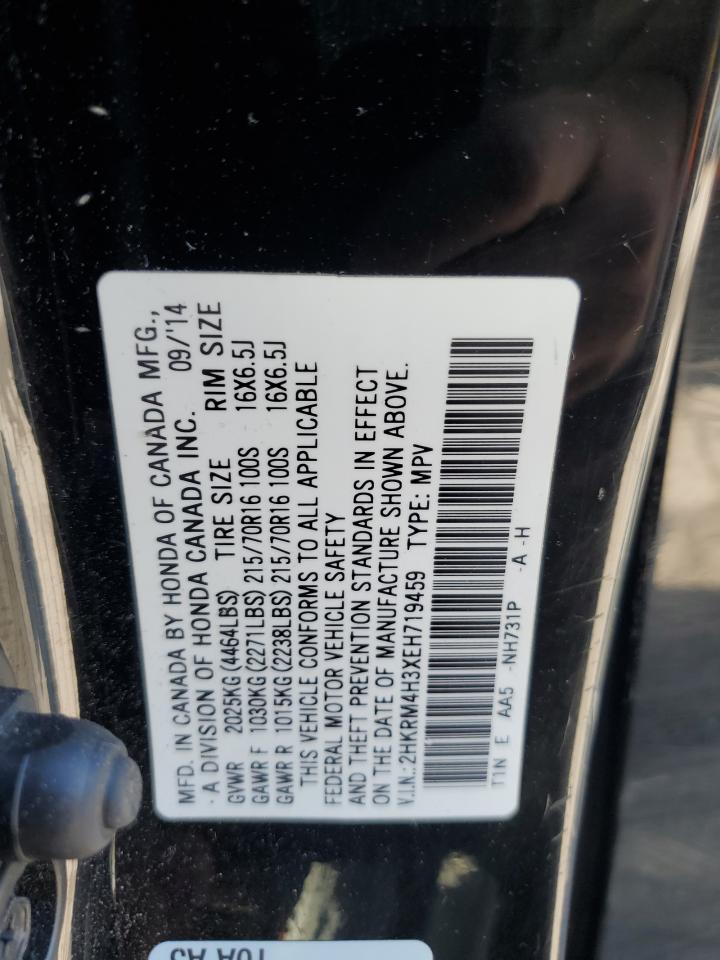 MFD. IN CANADA BY HONDA OF CANADA MFG.,
· A DIVISION OF HONDA CANADA INC. 09/'14
GVWR 2025KG (4464LBS) TIRE SIZE RIM SIZE
GAWR F 1030KG (2271LBS) 215/70R16 100S 16X6.5J
GAWR R 1015KG (2238LBS) 215/70R16 100S 16X6.5J
THIS VEHICLE CONFORMS TO ALL APPLICABLE
FEDERAL MOTOR VEHICLE SAFETY
AND THEFT PREVENTION STANDARDS IN EFFECT
ON THE DATE OF MANUFACTURE SHOWN ABOVE.
V.I.N.: 2HKRM4H3XEH719459 TYPE: MPV
T1N E AA5 -NH731P -A -H